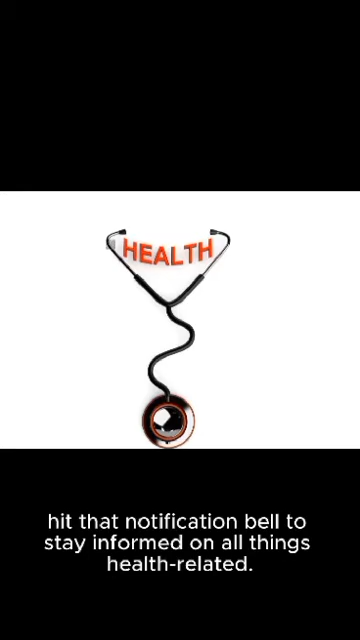 HEALTH
hit that notification bell to
stay informed on all things
health-related.